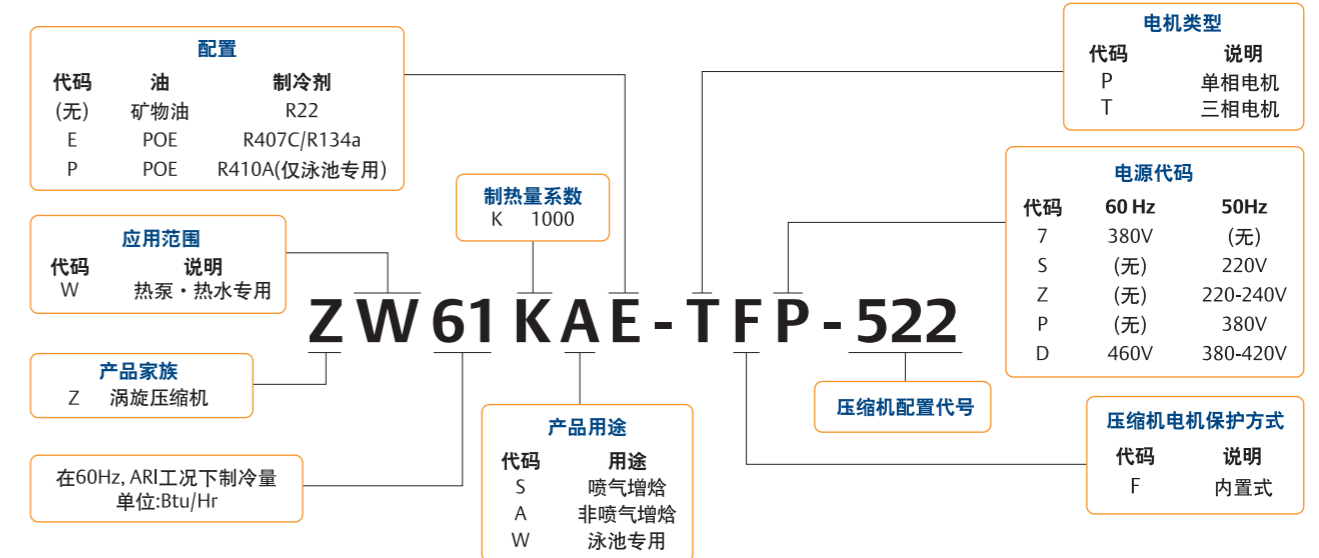 配置
代码 油 制冷剂
(无) 矿物油 R22
E POE R407C/R134a
P POE R410A(仅泳池专用)
电机类型
代码 说明
P 单相电机
T 三相电机
制热量系数
K 1000
电源代码
代码 60 Hz 50Hz
7 380V (无)
S (无) 220V
Z (无) 220-240V
P (无) 380V
D 460V 380-420V
应用范围
代码 说明
W 热泵·热水专用
ZW61KAE-TFP-522
产品家族
Z 涡旋压缩机
压缩机配置代号
压缩机电机保护方式
代码 说明
F 内置式
产品用途
代码 用途
S 喷气增焓
A 非喷气增焓
W 泳池专用
在60Hz, ARI工况下制冷量
单位:Btu/Hr